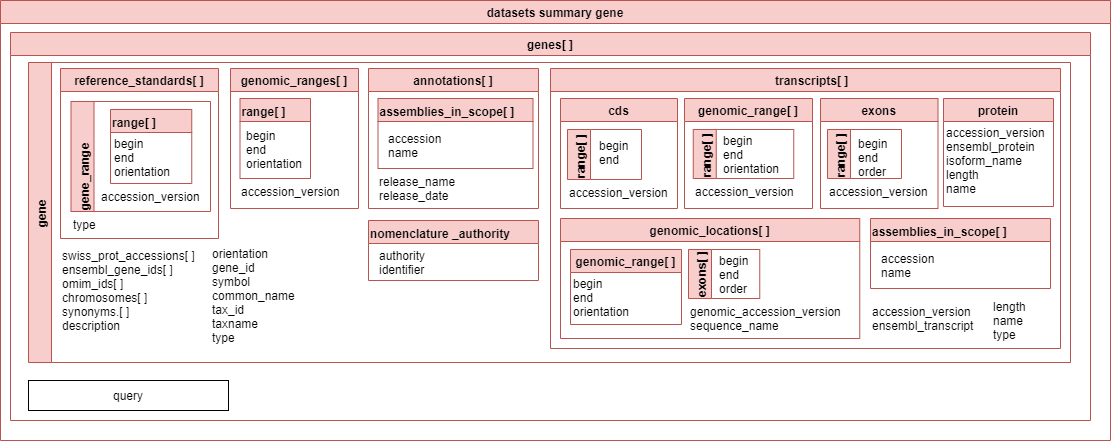 datasets summary gene
genes[ ]
gene
reference_standards[ ]
gene_range
range[ ]
begin
end
orientation
accession_version
type
genomic_ranges[ ]
range[ ]
begin
end
orientation
accession_version
annotations[ ]
assemblies_in_scope[ ]
accession
name
release_name
release_date
nomenclature _authority
authority
identifier
swiss_prot_accessions[ ]
ensembl_gene_ids[ ]
omim_ids[ ]
chromosomes[ ]
synonyms.[ ]
description
orientation
gene_id
symbol
common_name
tax_id
taxname
type
transcripts[ ]
cds
range[ ]
begin
end
accession_version
genomic_range[ ]
range[ ]
begin
end
orientation
accession_version
exons
range[ ]
begin
end
order
accession_version
protein
accession_version
ensembl_protein
isoform_name
length
name
genomic_locations[ ]
genomic_range[ ]
begin
end
orientation
exons[ ]
begin
end
order
genomic_accession_version
sequence_name
assemblies_in_scope[ ]
accession
name
accession_version
ensembl_transcript
length
name
type
query